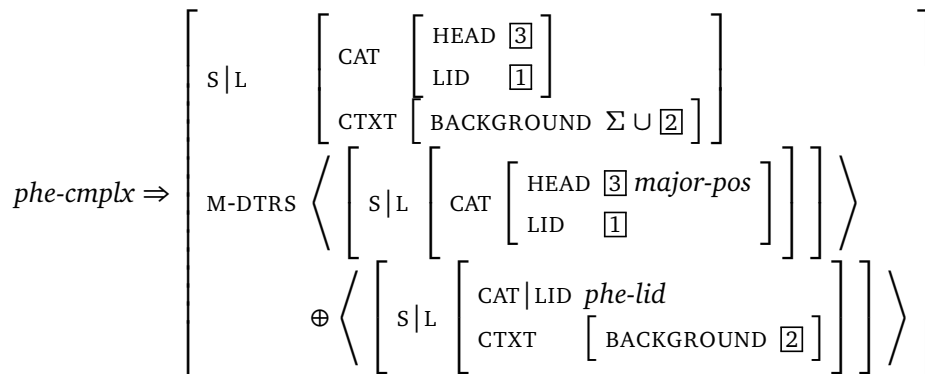 HEAD 3
CAT
LID 1
S|L
CTXT [ BACKGROUND Σ ∪ 2 ]
HEAD 3 major-pos
phe-cmplx ⇒ M-DTRS ⟨ [ S|L [ CAT
LID 1
⊕ ⟨ CAT|LID phe-lid
S|L
CTXT [ BACKGROUND 2 ]